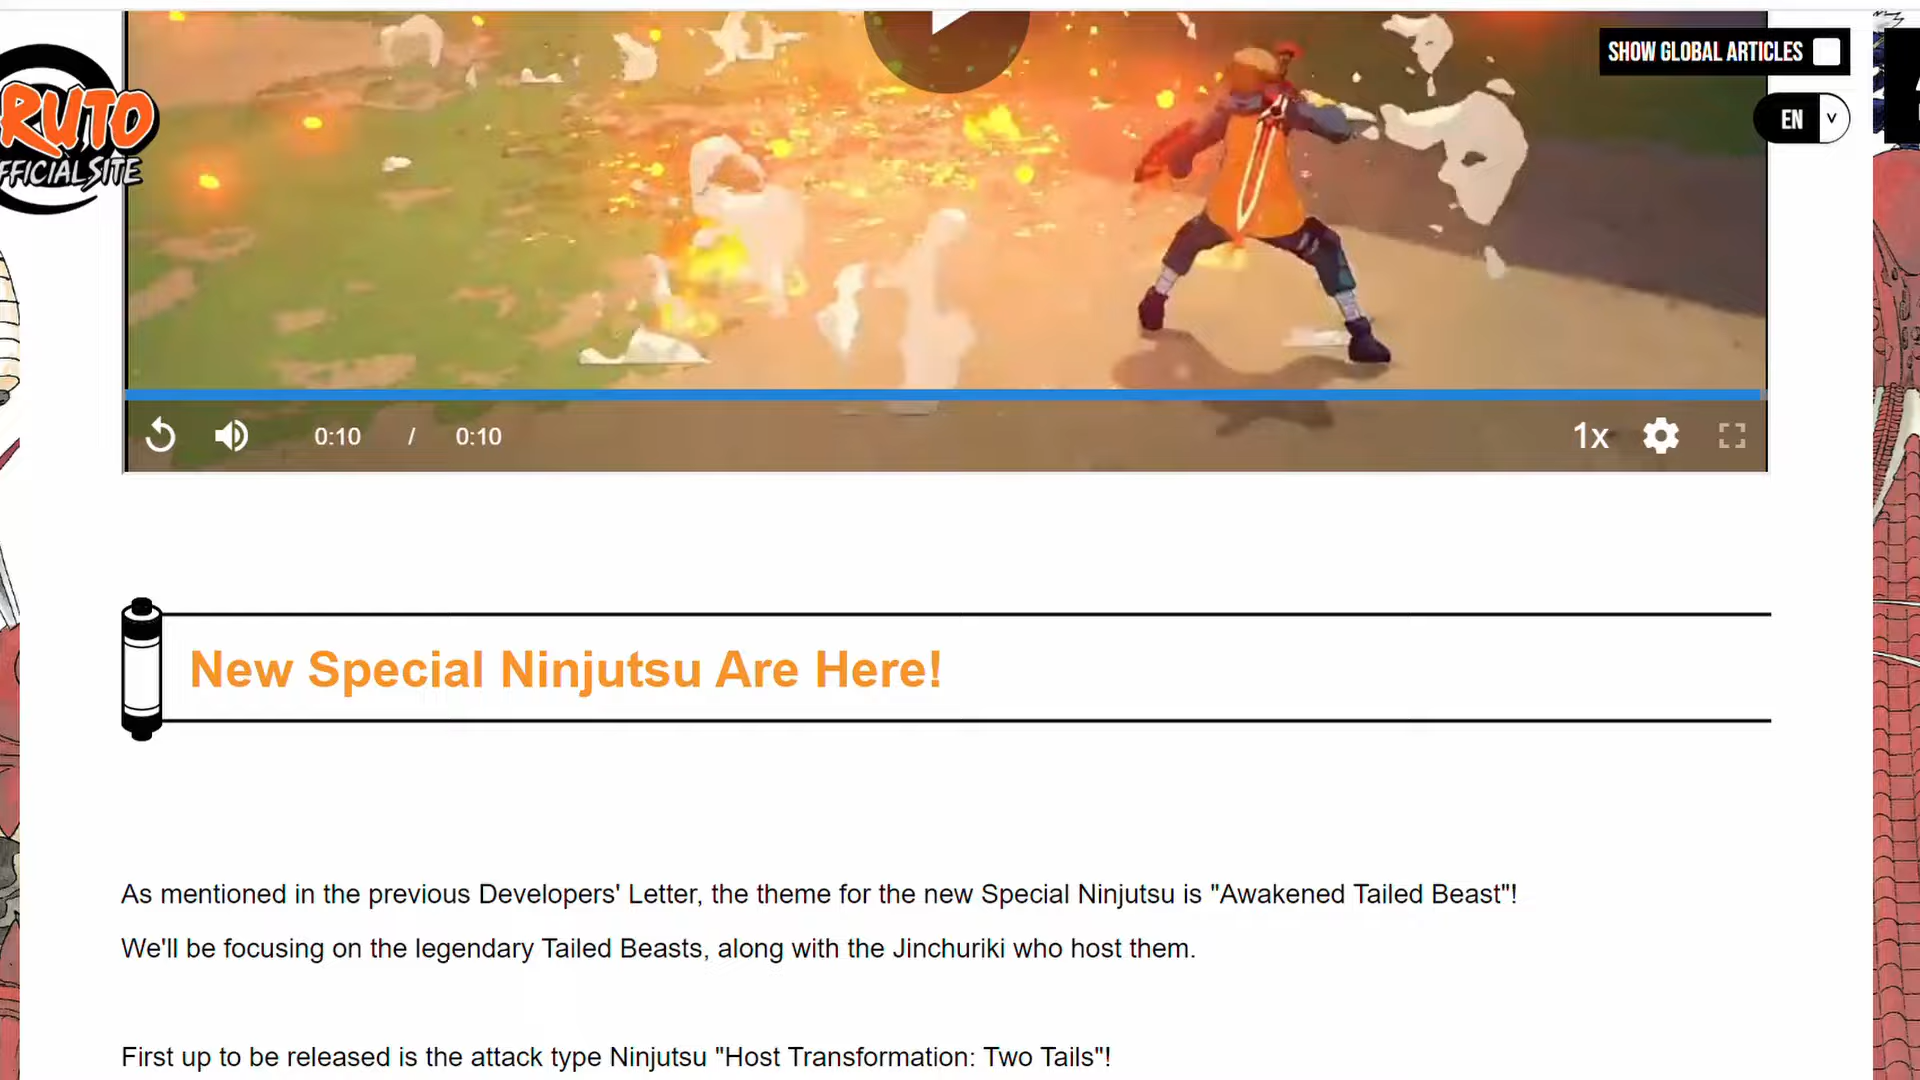 SHOW GLOBAL ARTICLES
RUTO
FFICIAL SITE
EN
0:10 / 0:10
1x
New Special Ninjutsu Are Here!
As mentioned in the previous Developers' Letter, the theme for the new Special Ninjutsu is "Awakened Tailed Beast"!
We'll be focusing on the legendary Tailed Beasts, along with the Jinchuriki who host them.
First up to be released is the attack type Ninjutsu "Host Transformation: Two Tails"!